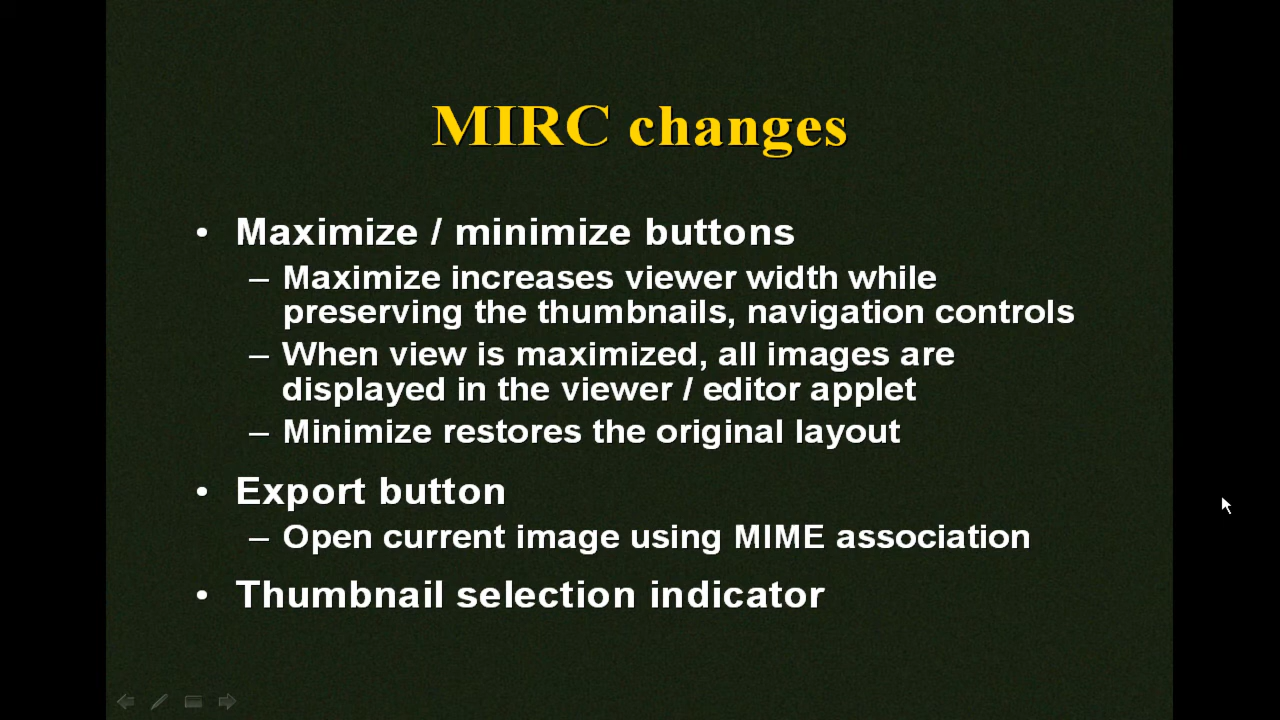 MIRC changes
• Maximize / minimize buttons
– Maximize increases viewer width while
preserving the thumbnails, navigation controls
– When view is maximized, all images are
displayed in the viewer / editor applet
– Minimize restores the original layout
• Export button
– Open current image using MIME association
• Thumbnail selection indicator